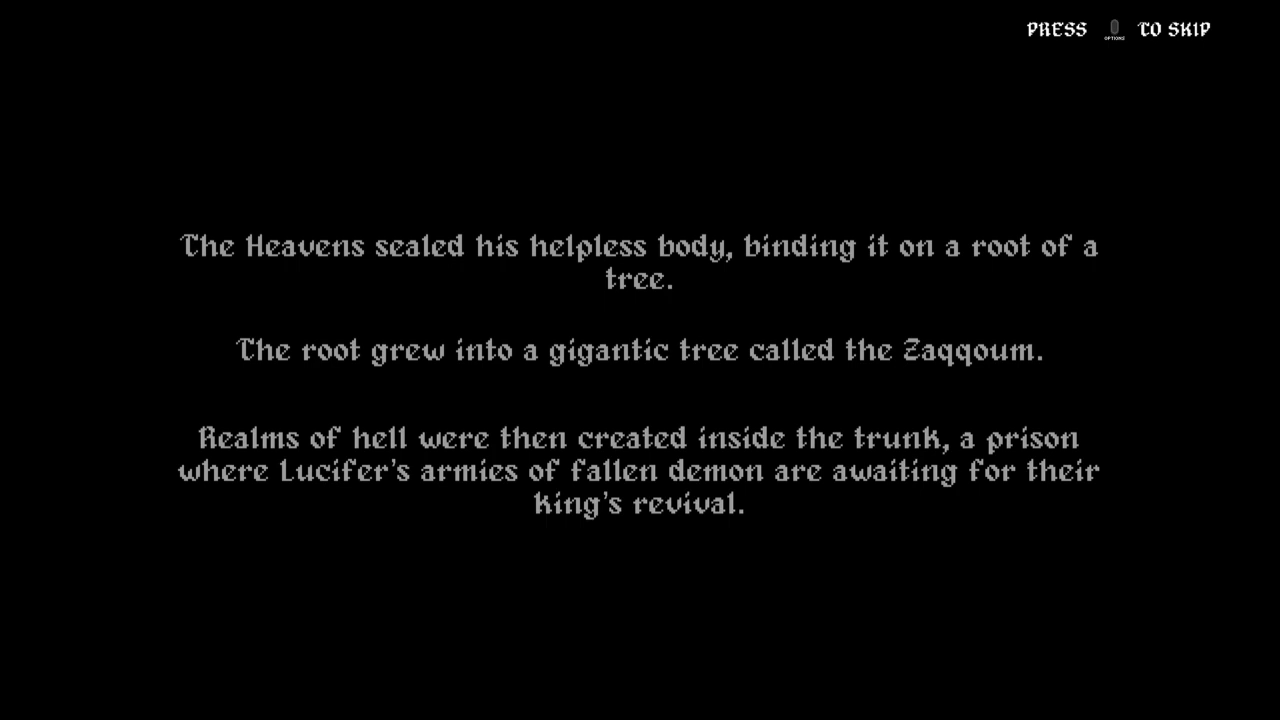 PRESS OPTIONS TO SKIP
The Heavens sealed his helpless body, binding it on a root of a
tree.
The root grew into a gigantic tree called the Zaqqoum.
Realms of hell were then created inside the trunk, a prison
where Lucifer's armies of fallen demon are awaiting for their
king's revival.